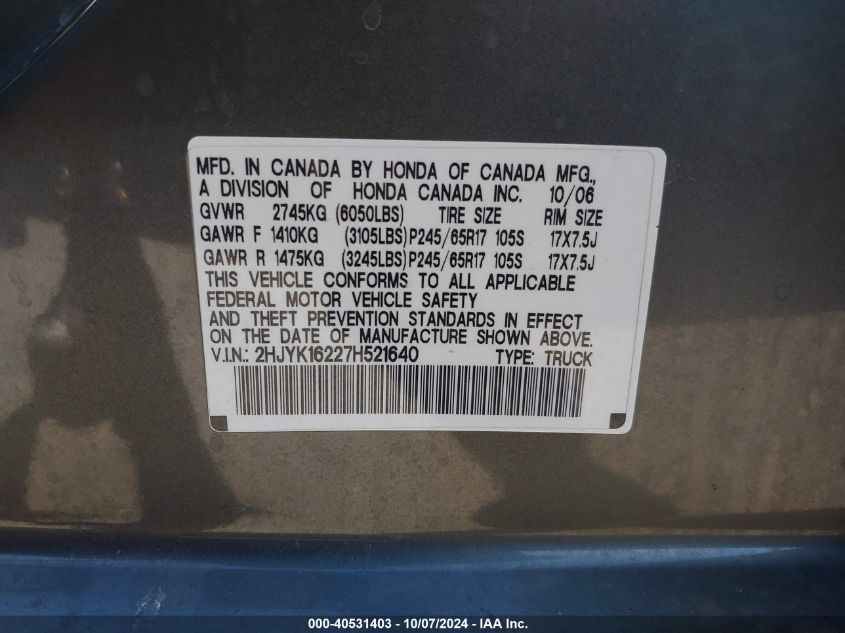 MFD. IN CANADA BY HONDA OF CANADA MFG.,
A DIVISION OF HONDA CANADA INC. 10/06
GVWR 2745KG (6050LBS) TIRE SIZE RIM SIZE
GAWR F 1410KG (3105LBS)P245/65R17 105S 17X7.5J
GAWR R 1475KG (3245LBS)P245/65R17 105S 17X7.5J
THIS VEHICLE CONFORMS TO ALL APPLICABLE
FEDERAL MOTOR VEHICLE SAFETY
AND THEFT PREVENTION STANDARDS IN EFFECT
ON THE DATE OF MANUFACTURE SHOWN ABOVE.
V.I.N.: 2HJYK16227H521640 TYPE: TRUCK
000-40531403 - 10/07/2024 - IAA Inc.